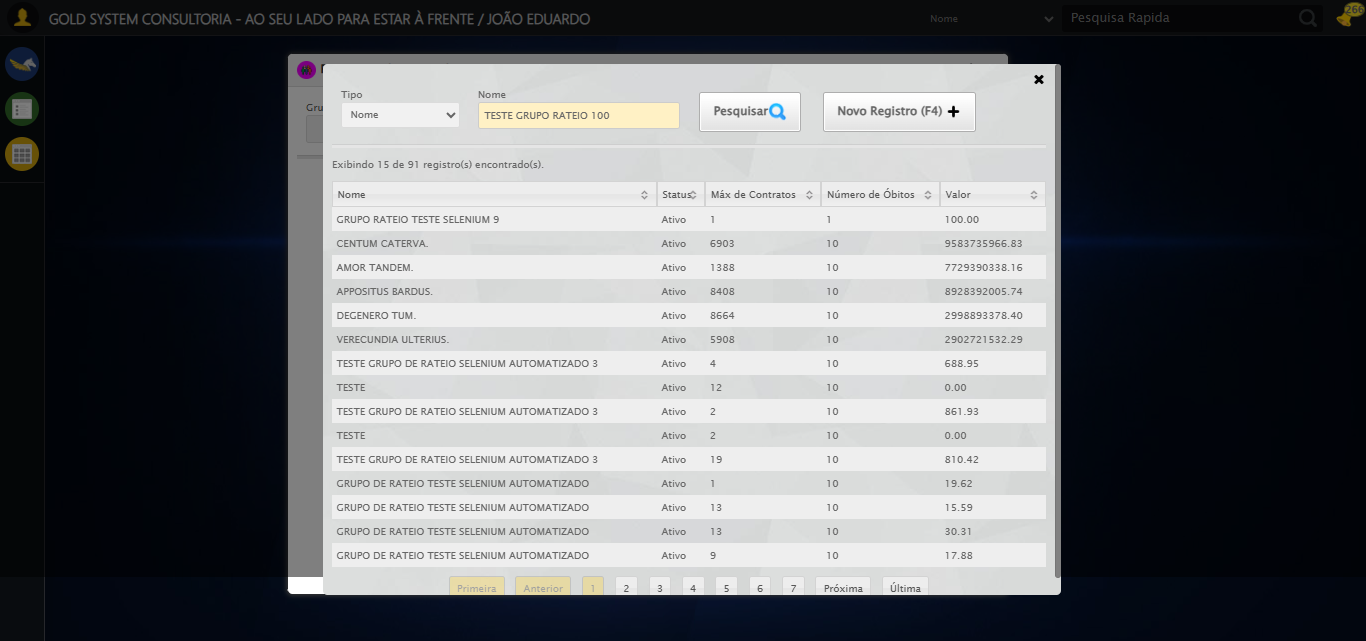 GOLD SYSTEM CONSULTORIA - AO SEU LADO PARA ESTAR À FRENTE / JOÃO EDUARDO
Nome
Pesquisa Rapida
266
Gru
Tipo
Nome
Nome
TESTE GRUPO RATEIO 100
Pesquisar
Novo Registro (F4)
Exibindo 15 de 91 registro(s) encontrado(s).
Nome Status Máx de Contratos Número de Óbitos Valor
GRUPO RATEIO TESTE SELENIUM 9 Ativo 1 1 100.00
CENTUM CATERVA. Ativo 6903 10 9583735966.83
AMOR TANDEM. Ativo 1388 10 7729390338.16
APPOSITUS BARDUS. Ativo 8408 10 8928392005.74
DEGENERO TUM. Ativo 8664 10 2998893378.40
VERECUNDIA ULTERIUS. Ativo 5908 10 2902721532.29
TESTE GRUPO DE RATEIO SELENIUM AUTOMATIZADO 3 Ativo 4 10 688.95
TESTE Ativo 12 10 0.00
TESTE GRUPO DE RATEIO SELENIUM AUTOMATIZADO 3 Ativo 2 10 861.93
TESTE Ativo 2 10 0.00
TESTE GRUPO DE RATEIO SELENIUM AUTOMATIZADO 3 Ativo 19 10 810.42
GRUPO DE RATEIO TESTE SELENIUM AUTOMATIZADO Ativo 1 10 19.62
GRUPO DE RATEIO TESTE SELENIUM AUTOMATIZADO Ativo 13 10 15.59
GRUPO DE RATEIO TESTE SELENIUM AUTOMATIZADO Ativo 13 10 30.31
GRUPO DE RATEIO TESTE SELENIUM AUTOMATIZADO Ativo 9 10 17.88
Primeira Anterior 1 2 3 4 5 6 7 Próxima Última